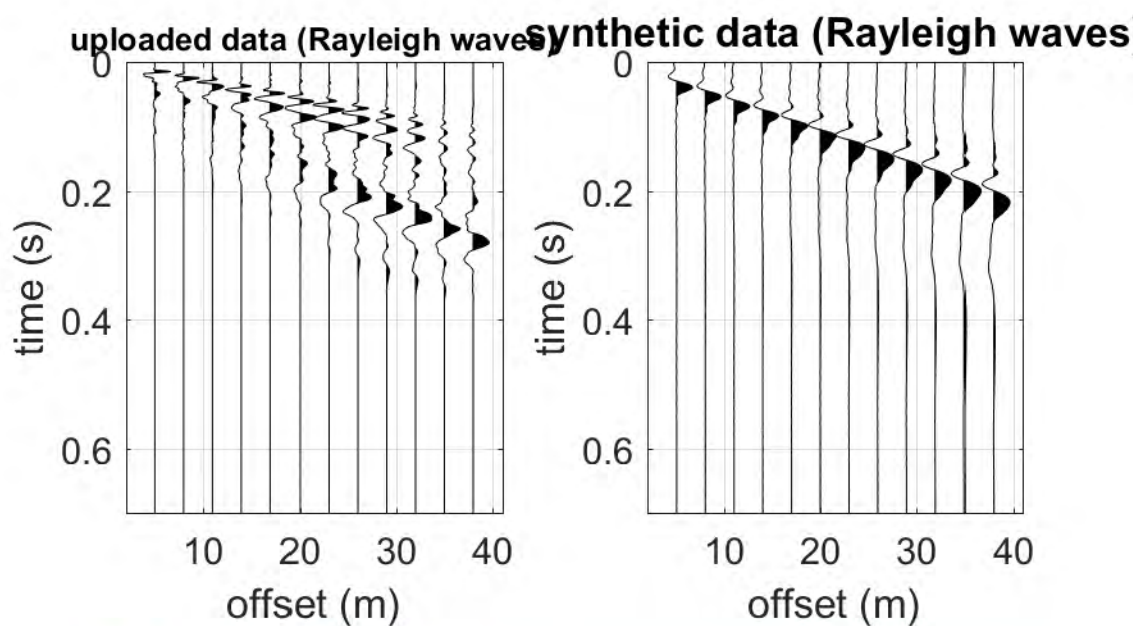 uploaded data (Rayleigh waves)
synthetic data (Rayleigh waves
0
0.2
0.4
0.6
time (s)
10 20 30 40
offset (m)
0
0.2
0.4
0.6
time (s)
10 20 30 40
offset (m)